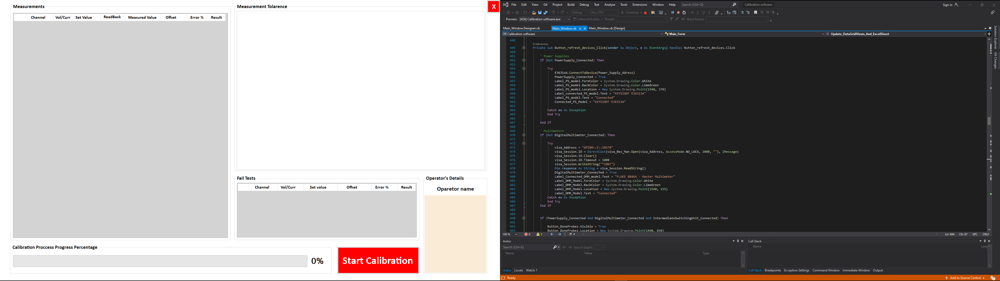 Measurements
Channel Vol/Curr Set Value ReadBack Measured Value Offset Error % Result
Measurement Tolarence
X
Fail Tests
Channel Vol/Curr Set value Offset Error % Result
Operator's Details
Oparetor name
Calibration Proccess Progress Percentage
0%
Start Calibration
File Edit View Git Project Build Debug Test Analyze Tools Extensions Window Help Search (Ctrl+Q) Calibration software Sign in
Debug Any CPU Continue
Process: [424] Calibration software.exe Lifecycle Events Thread: Stack Frame:
Main_Window.Designer.vb Main_Window.vb Main_Window.vb [Design]
Calibration software Main_Form Update_DataGridViews_And_ExcelSheet
448
0 references
449 Private Sub Button_refresh_devices_Click(sender As Object, e As EventArgs) Handles Button_refresh_devices.Click
450
451 ' Power Supplies
452 If (Not PowerSupply_Connected) Then
453
454 Try
455 E3631xA.ConnectToDevice(Power_Supply_Adress)
456 PowerSupply_Connected = True
457 Label_PS_model.ForeColor = System.Drawing.Color.White
458 Label_PS_model.BackColor = System.Drawing.Color.LimeGreen
459 Label_PS_model.Location = New System.Drawing.Point(1540, 370)
460 Label_connected_PS_model.Text = "KEYSIGHT E36313A"
461 Label_PS_model.Text = "Connected"
462 Connected_PS_Model = "KEYSIGHT E36313A"
463
464 Catch ex As Exception
465 End Try
466
467 End If
468
469 ' Multimeters
470 If (Not DigitalMultimeter_Connected) Then
471
472 Try
473 visa_Address = "GPIB0::2::INSTR"
474 visa_Session.IO = DirectCast(visa_Res_Man.Open(visa_Address, AccessMode.NO_LOCK, 2000, ""), IMessage)
475 visa_Session.IO.Clear()
476 visa_Session.IO.Timeout = 1000
477 visa_Session.WriteString("*IDN?")
478 Dim response As String = visa_Session.ReadString()
479 DigitalMultimeter_Connected = True
480 Label_Connected_DMM_model.Text = "FLUKE 8846A - Master Multimeter"
481 Label_DMM_Model.ForeColor = System.Drawing.Color.White
482 Label_DMM_Model.BackColor = System.Drawing.Color.LimeGreen
483 Label_DMM_Model.Location = New System.Drawing.Point(1540, 155)
484 Label_DMM_Model.Text = "Connected"
485 Catch ex As Exception
486 End Try
487 End If
488
489
490 If (PowerSupply_Connected And DigitalMultimeter_Connected And IntermediateSwitchingUnit_Connected) Then
491
492 Button_DoneProbes.Visible = True
493 Button_DoneProbes.Location = New System.Drawing.Point(1440, 850)
100 % 0 1 Ln: 694 Ch: 67 SPC CRLF
Autos
Search (Ctrl+E) Search Depth:
Name Value Type
Autos Locals Watch 1
Call Stack
Name Lang
Call Stack Breakpoints Exception Settings Command Window Immediate Window Output
Ready Add to Source Control 1
Solution Explorer
Git Changes